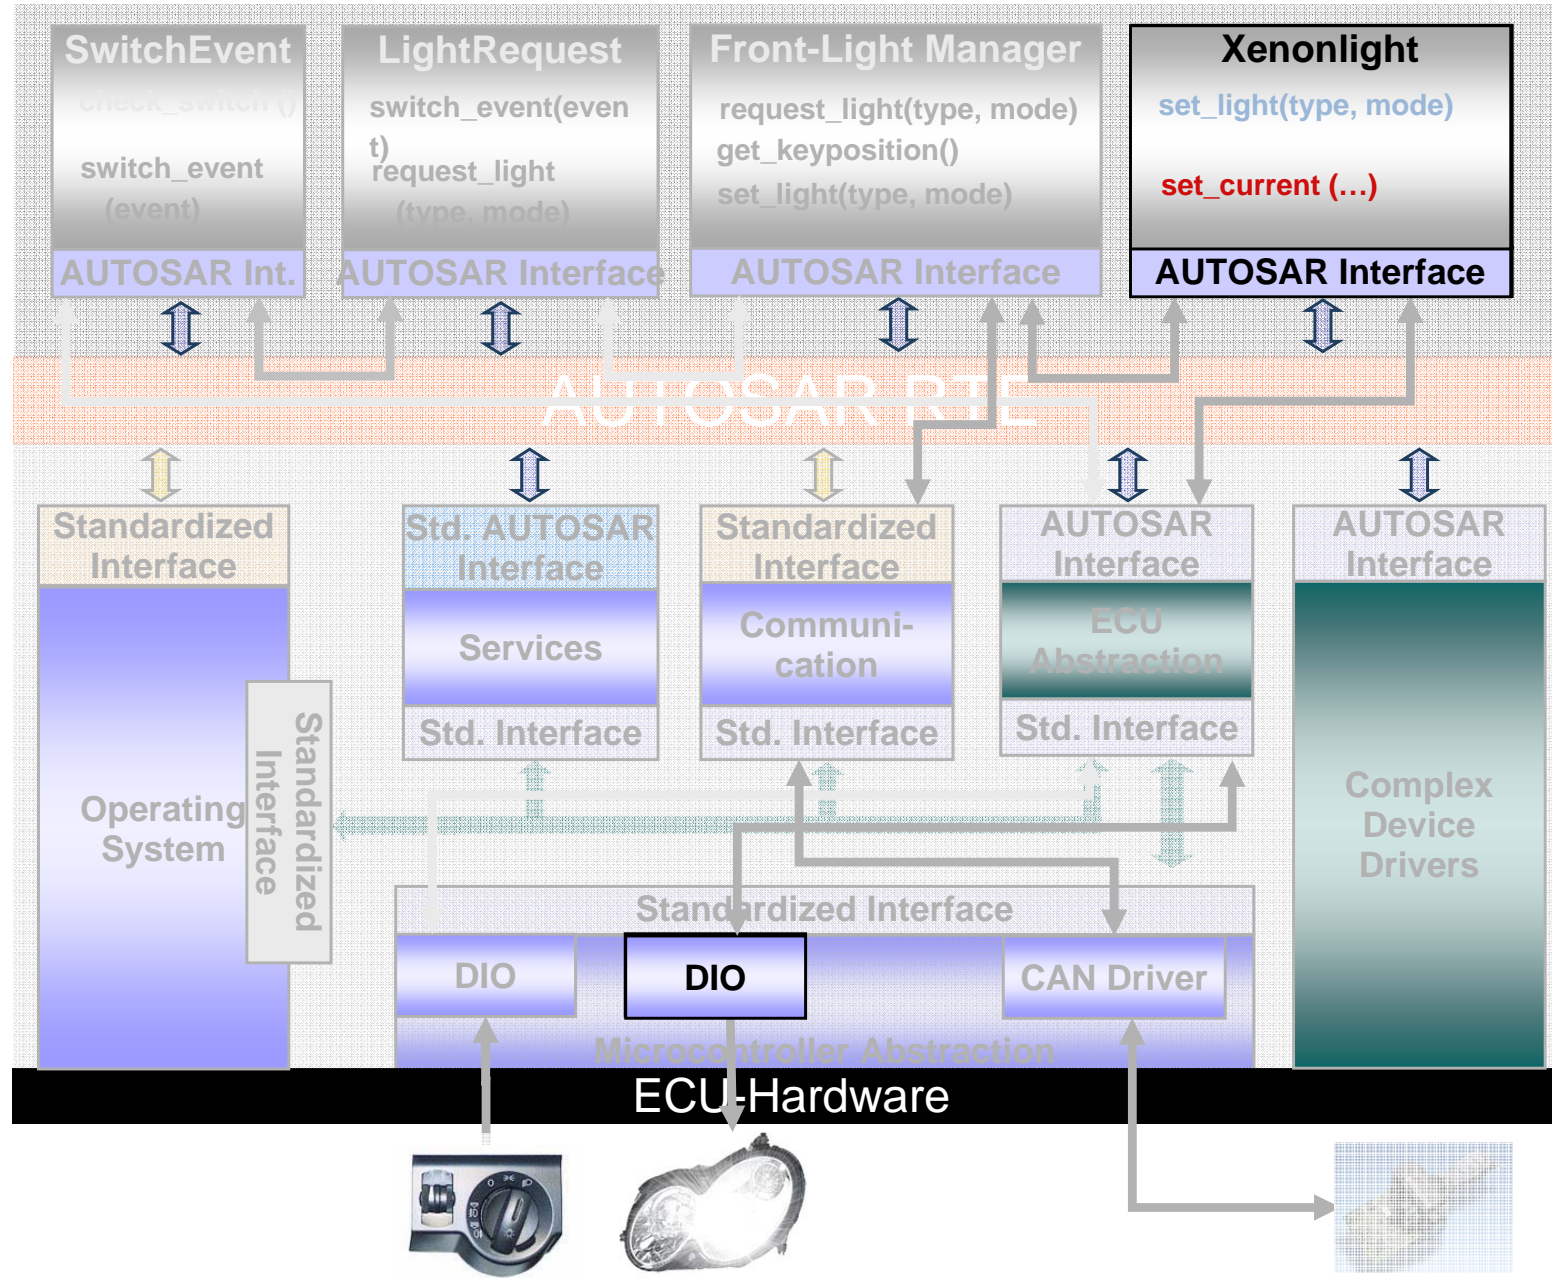 SwitchEvent
check_switch ()
switch_event
(event)
AUTOSAR Int.
LightRequest
switch_event(even
t)
request_light
(type, mode)
AUTOSAR Interface
Front-Light Manager
request_light(type, mode)
get_keyposition()
set_light(type, mode)
AUTOSAR Interface
Xenonlight
set_light(type, mode)
set_current (…)
AUTOSAR Interface
AUTOSAR RTE
Standardized
Interface
Operating
System
Standardized
Interface
Std. AUTOSAR
Interface
Services
Std. Interface
Standardized
Interface
Communi-
cation
Std. Interface
AUTOSAR
Interface
ECU
Abstraction
Std. Interface
AUTOSAR
Interface
Complex
Device
Drivers
Standardized Interface
DIO
DIO
CAN Driver
Microcontroller Abstraction
ECU-Hardware